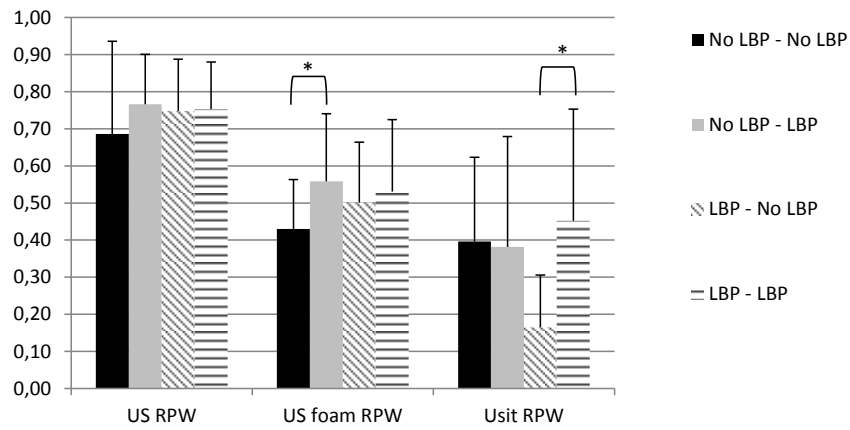 1,00
0,90
0,80
0,70
0,60
0,50
0,40
0,30
0,20
0,10
0,00
*
*
US RPW
US foam RPW
Usit RPW
No LBP - No LBP
No LBP - LBP
LBP - No LBP
LBP - LBP